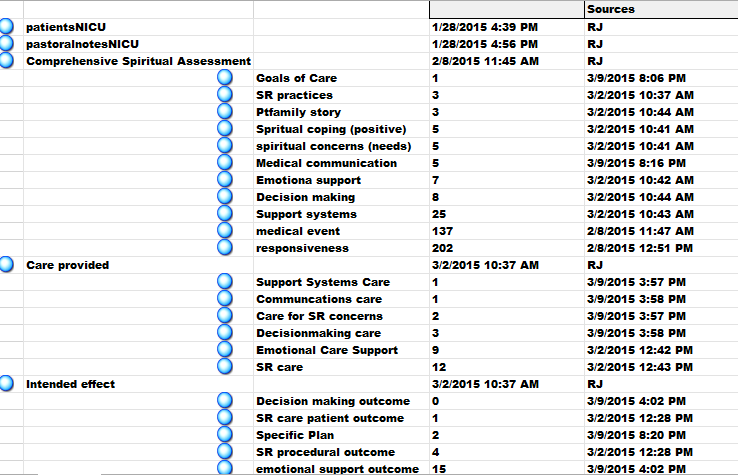 Sources
patientsNICU 1/28/2015 4:39 PM RJ
pastoralnotesNICU 1/28/2015 4:56 PM RJ
Comprehensive Spiritual Assessment 2/8/2015 11:45 AM RJ
Goals of Care 1 3/9/2015 8:06 PM
SR practices 3 3/2/2015 10:37 AM
Ptfamily story 3 3/2/2015 10:44 AM
Spritual coping (positive) 5 3/2/2015 10:41 AM
spiritual concerns (needs) 5 3/2/2015 10:41 AM
Medical communication 5 3/9/2015 8:16 PM
Emotiona support 7 3/2/2015 10:42 AM
Decision making 8 3/2/2015 10:44 AM
Support systems 25 3/2/2015 10:43 AM
medical event 137 2/8/2015 11:47 AM
responsiveness 202 2/8/2015 12:51 PM
Care provided 3/2/2015 10:37 AM RJ
Support Systems Care 1 3/9/2015 3:57 PM
Communcations care 1 3/9/2015 3:58 PM
Care for SR concerns 2 3/9/2015 3:57 PM
Decisionmaking care 3 3/9/2015 3:58 PM
Emotional Care Support 9 3/2/2015 12:42 PM
SR care 12 3/2/2015 12:43 PM
Intended effect 3/2/2015 10:37 AM RJ
Decision making outcome 0 3/9/2015 4:02 PM
SR care patient outcome 1 3/2/2015 12:28 PM
Specific Plan 2 3/9/2015 8:20 PM
SR procedural outcome 4 3/2/2015 12:28 PM
emotional support outcome 15 3/9/2015 4:02 PM